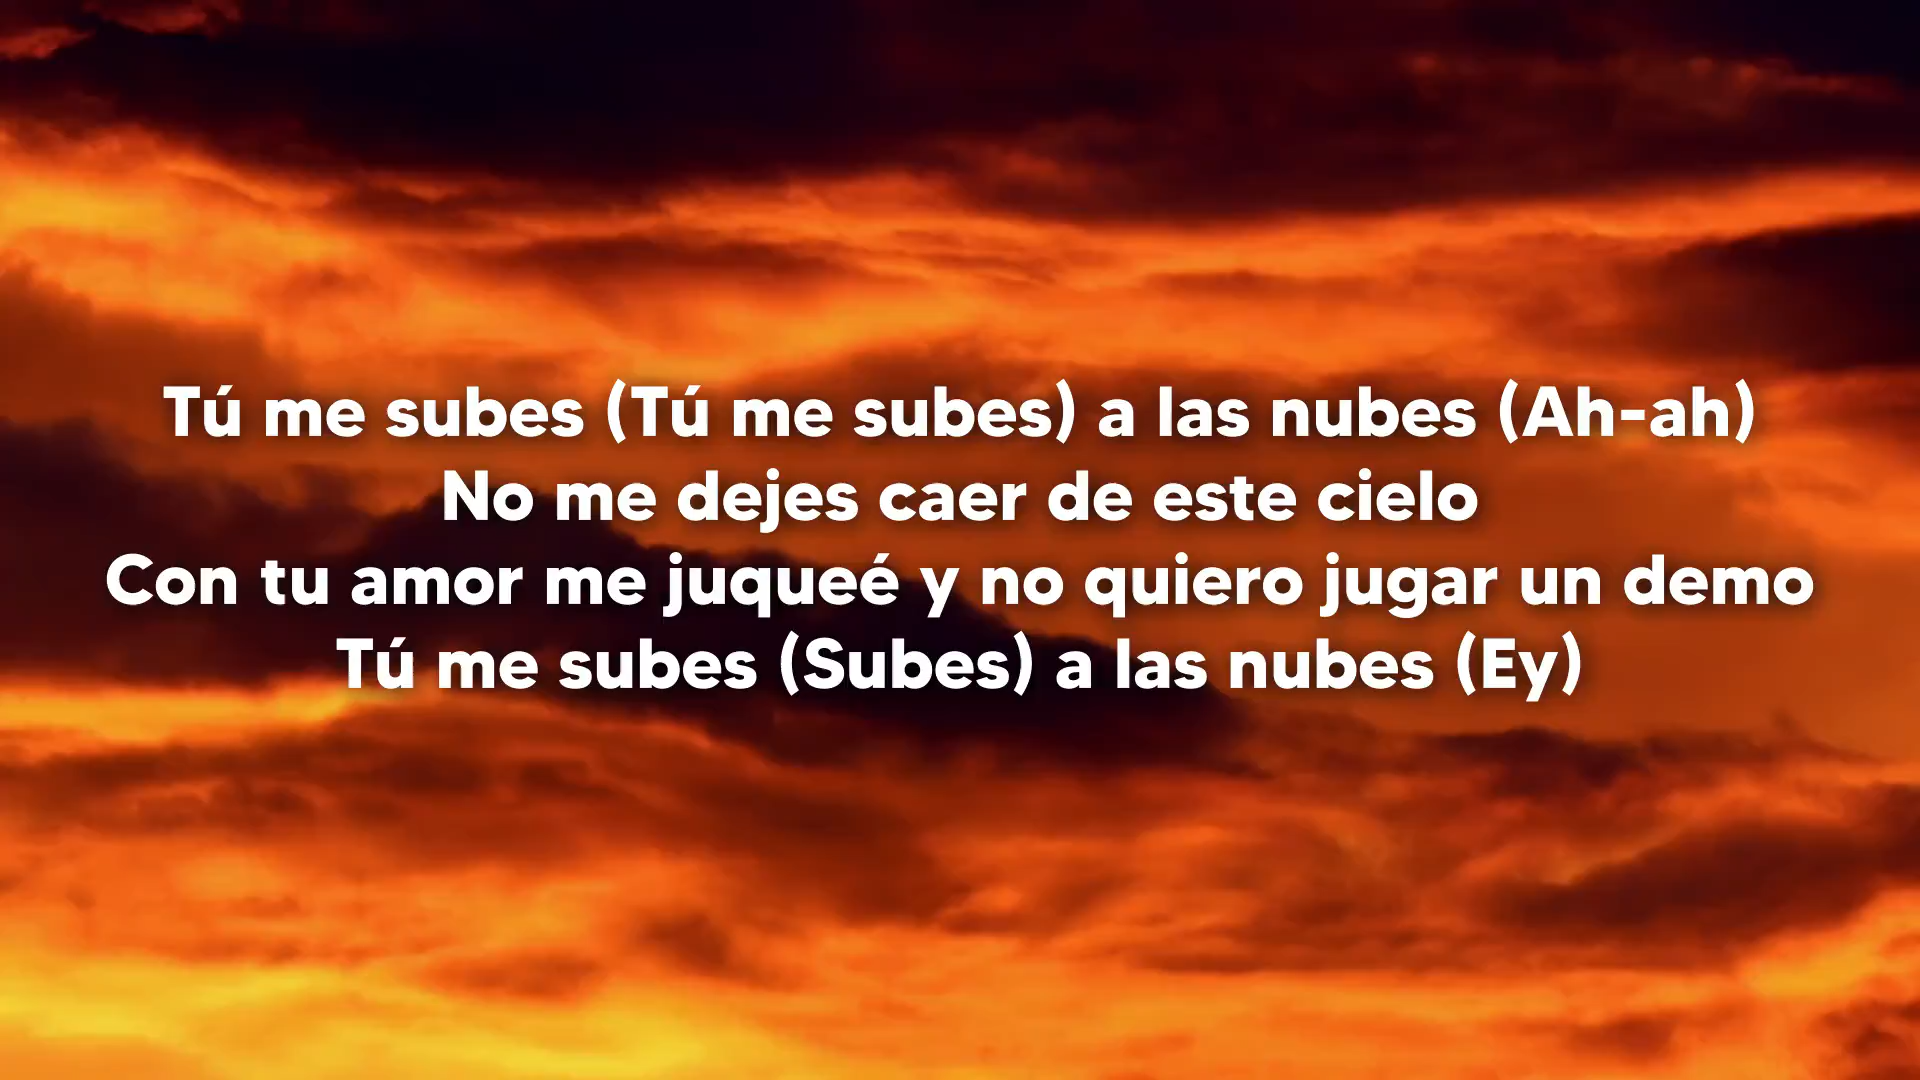 Tú me subes (Tú me subes) a las nubes (Ah-ah)
No me dejes caer de este cielo
Con tu amor me juqueé y no quiero jugar un demo
Tú me subes (Subes) a las nubes (Ey)